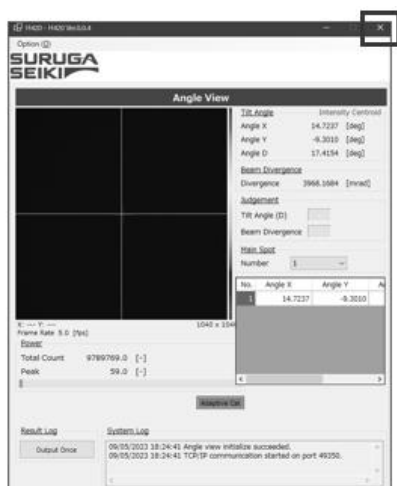 H420 - H420 Ver.0.0.4
Option (O)
SURUGA
SEIKI
Angle View
Tilt Angle Intensity Centroid
Angle X 14.7237 [deg]
Angle Y -9.3010 [deg]
Angle D 17.4154 [deg]
Beam Divergence
Divergence 3968.1684 [mrad]
Judgement
Tilt Angle (D)
Beam Divergence
Main Spot
Number 1
No. Angle X Angle Y A
1 14.7237 -9.3010
X: --- Y: --- 1040 x 104
Frame Rate 5.0 [fps]
Power
Total Count 9789769.0 [-]
Peak 59.0 [-]
Adaptive Cal.
Result Log System Log
Output Once
09/05/2023 18:24:41 Angle view initialize succeeded.
09/05/2023 18:24:41 TCP/IP communication started on port 49350.